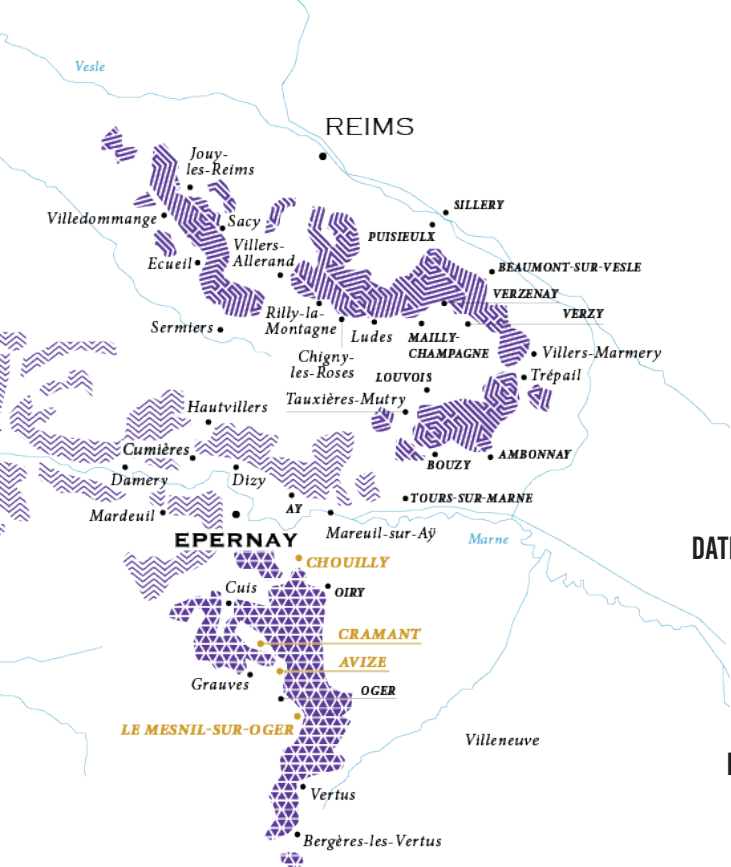 Vesle
REIMS
Jouy-
les-Reims
SILLERY
Villedommange
Sacy
PUISIEULX
Villers-
Allerand
Ecueil
BEAUMONT-SUR-VESLE
VERZENAY
Rilly-la-
Montagne
VERZY
Sermiers
Ludes
MAILLY-
CHAMPAGNE
Chigny-
les-Roses
Villers-Marmery
LOUVOIS
Trépail
Tauxières-Mutry
Hautvillers
Cumières
AMBONNAY
BOUZY
Damery
Dizy
TOURS-SUR-MARNE
AY
Mardeuil
Mareuil-sur-Aÿ
EPERNAY
Marne
DATE
CHOUILLY
Cuis
OIRY
CRAMANT
AVIZE
Grauves
OGER
LE MESNIL-SUR-OGER
Villeneuve
Vertus
Bergères-les-Vertus